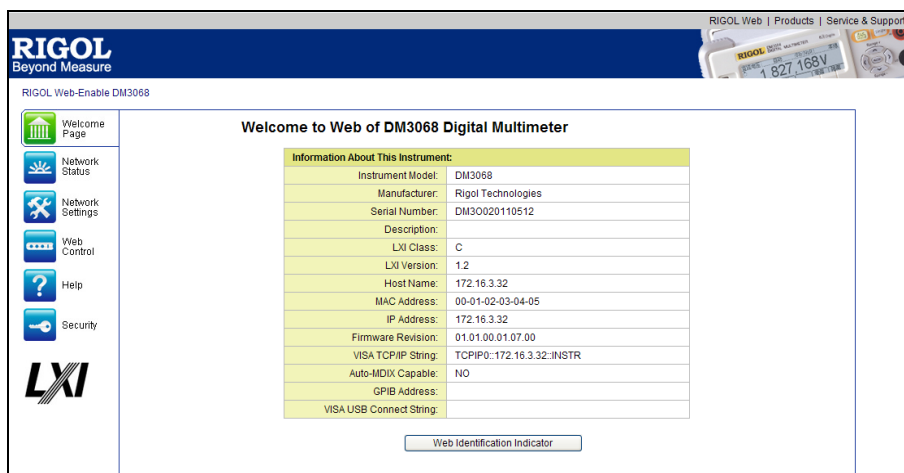 RIGOL Web | Products | Service & Support
RIGOL
Beyond Measure
RIGOL
1.827,168V
RIGOL Web-Enable DM3068
Welcome Page
Network Status
Network Settings
Web Control
Help
Security
LXI
Welcome to Web of DM3068 Digital Multimeter
Information About This Instrument:
Instrument Model: DM3068
Manufacturer: Rigol Technologies
Serial Number: DM3O020110512
Description:
LXI Class: C
LXI Version: 1.2
Host Name: 172.16.3.32
MAC Address: 00-01-02-03-04-05
IP Address: 172.16.3.32
Firmware Revision: 01.01.00.01.07.00
VISA TCP/IP String: TCPIP0::172.16.3.32::INSTR
Auto-MDIX Capable: NO
GPIB Address:
VISA USB Connect String:
Web Identification Indicator